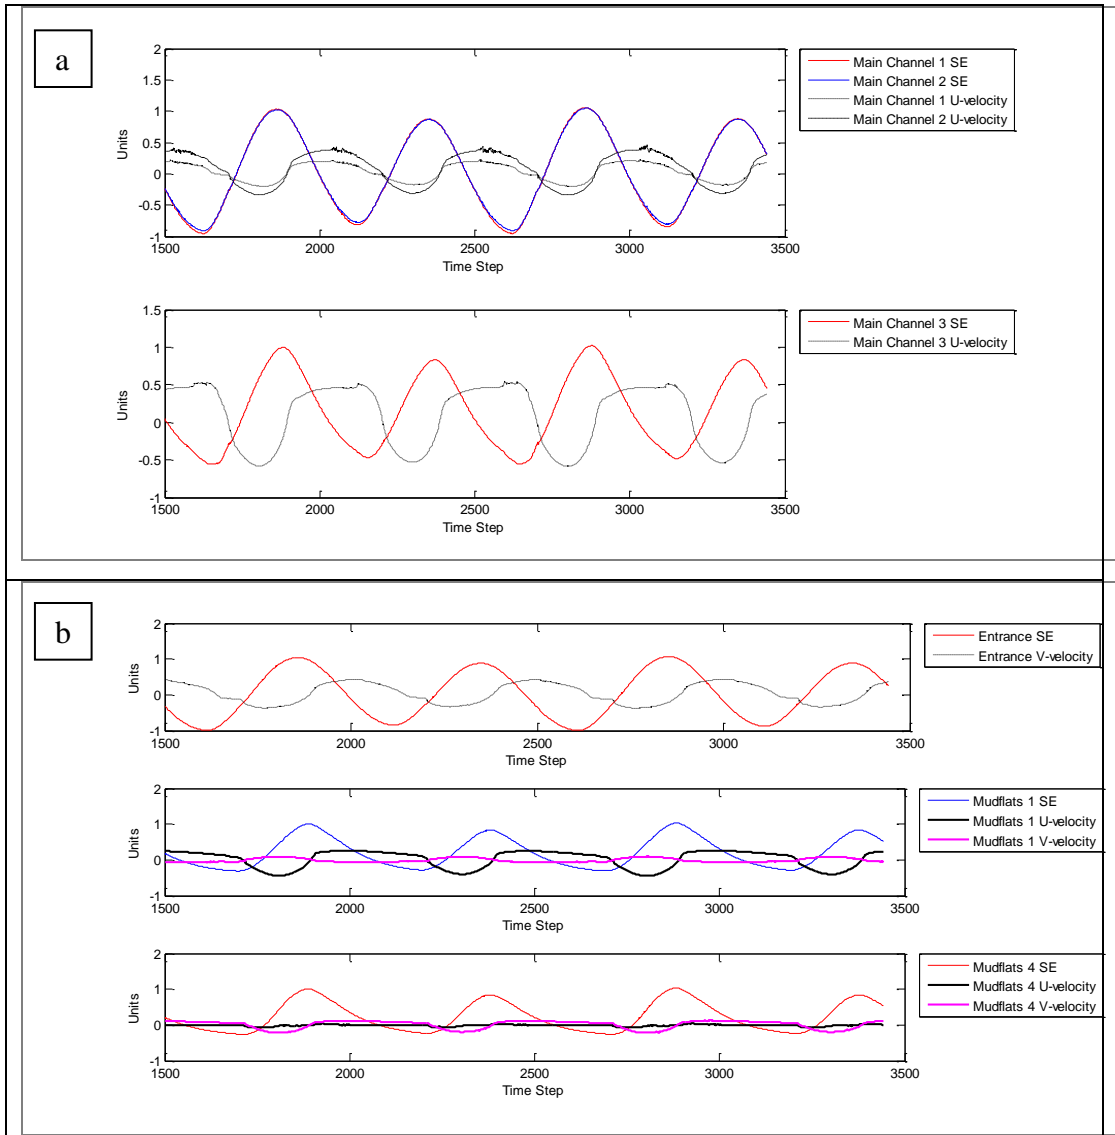 a
2
1.5
1
0.5
0
-0.5
-1
Units
1500 2000 2500 3000 3500
Time Step
Main Channel 1 SE
Main Channel 2 SE
Main Channel 1 U-velocity
Main Channel 2 U-velocity
1.5
1
0.5
0
-0.5
-1
Units
1500 2000 2500 3000 3500
Time Step
Main Channel 3 SE
Main Channel 3 U-velocity
b
2
1
0
-1
Units
1500 2000 2500 3000 3500
Time Step
Entrance SE
Entrance V-velocity
2
1
0
-1
Units
1500 2000 2500 3000 3500
Time Step
Mudflats 1 SE
Mudflats 1 U-velocity
Mudflats 1 V-velocity
2
1
0
-1
Units
1500 2000 2500 3000 3500
Time Step
Mudflats 4 SE
Mudflats 4 U-velocity
Mudflats 4 V-velocity